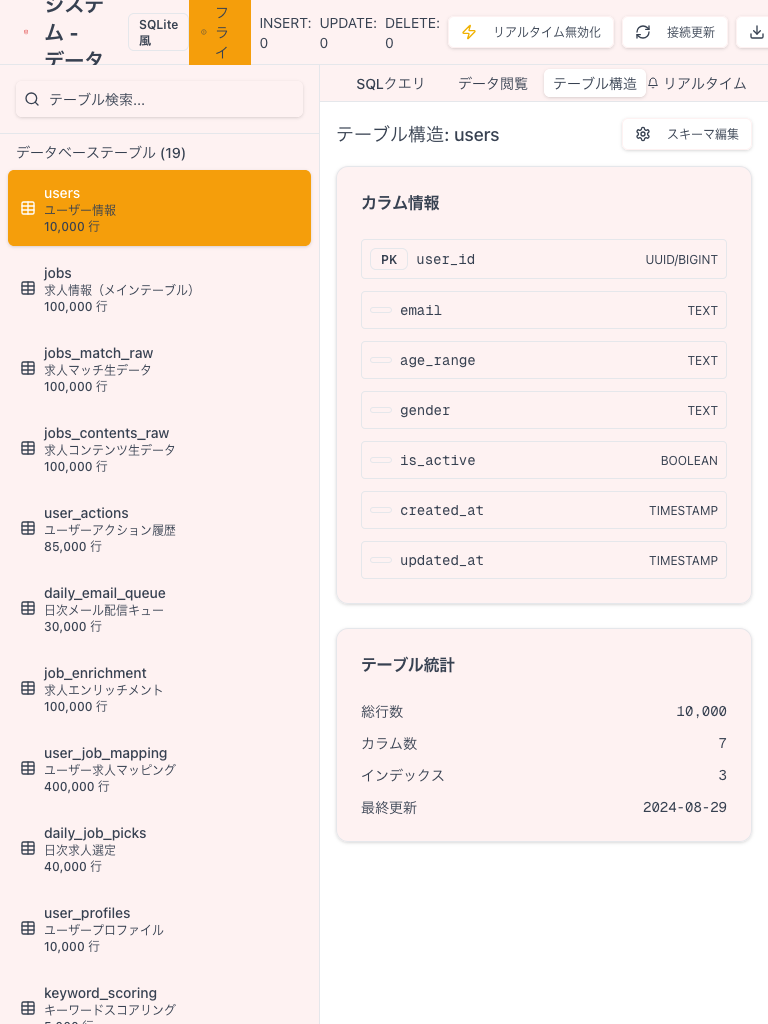 システ
ム -
データ
SQLite
風
フ
ライ
INSERT:
0
UPDATE:
0
DELETE:
0
リアルタイム無効化
接続更新
テーブル検索...
データベーステーブル (19)
users
ユーザー情報
10,000 行
jobs
求人情報（メインテーブル）
100,000 行
jobs_match_raw
求人マッチ生データ
100,000 行
jobs_contents_raw
求人コンテンツ生データ
100,000 行
user_actions
ユーザーアクション履歴
85,000 行
daily_email_queue
日次メール配信キュー
30,000 行
job_enrichment
求人エンリッチメント
100,000 行
user_job_mapping
ユーザー求人マッピング
400,000 行
daily_job_picks
日次求人選定
40,000 行
user_profiles
ユーザープロファイル
10,000 行
keyword_scoring
キーワードスコアリング
SQLクエリ
データ閲覧
テーブル構造
リアルタイム
テーブル構造: users
スキーマ編集
カラム情報
PK user_id UUID/BIGINT
email TEXT
age_range TEXT
gender TEXT
is_active BOOLEAN
created_at TIMESTAMP
updated_at TIMESTAMP
テーブル統計
総行数 10,000
カラム数 7
インデックス 3
最終更新 2024-08-29